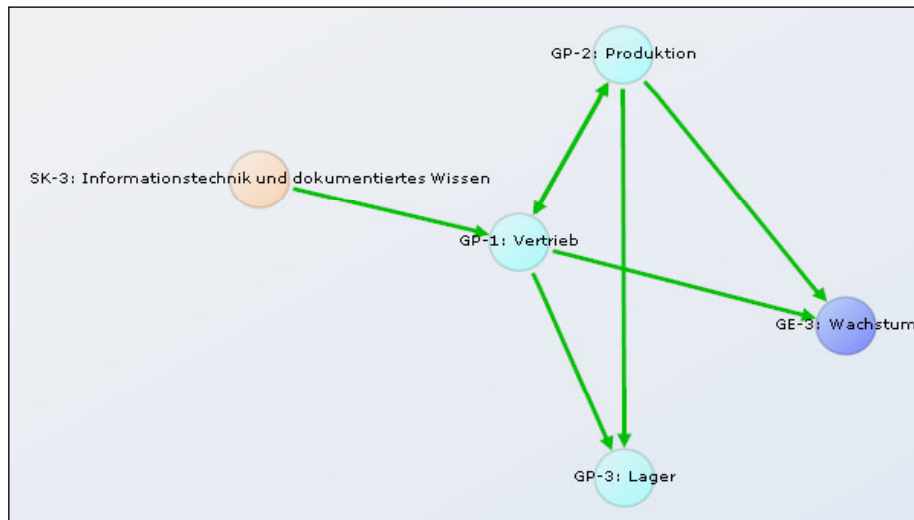 GP-2: Produktion
SK-3: Informationstechnik und dokumentiertes Wissen
GP-1: Vertrieb
GE-3: Wachstum
GP-3: Lager